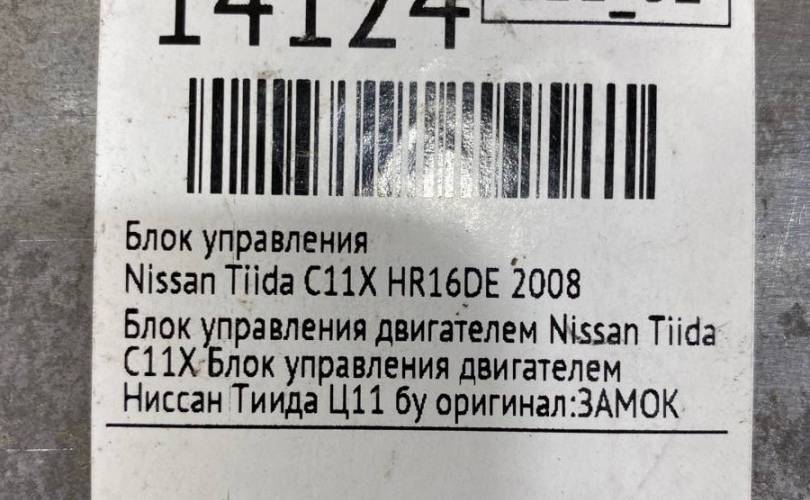 14124
Блок управления
Nissan Tiida C11X HR16DE 2008
Блок управления двигателем Nissan Tiida
C11X Блок управления двигателем
Ниссан Тиида Ц11 бу оригинал:ЗАМОК